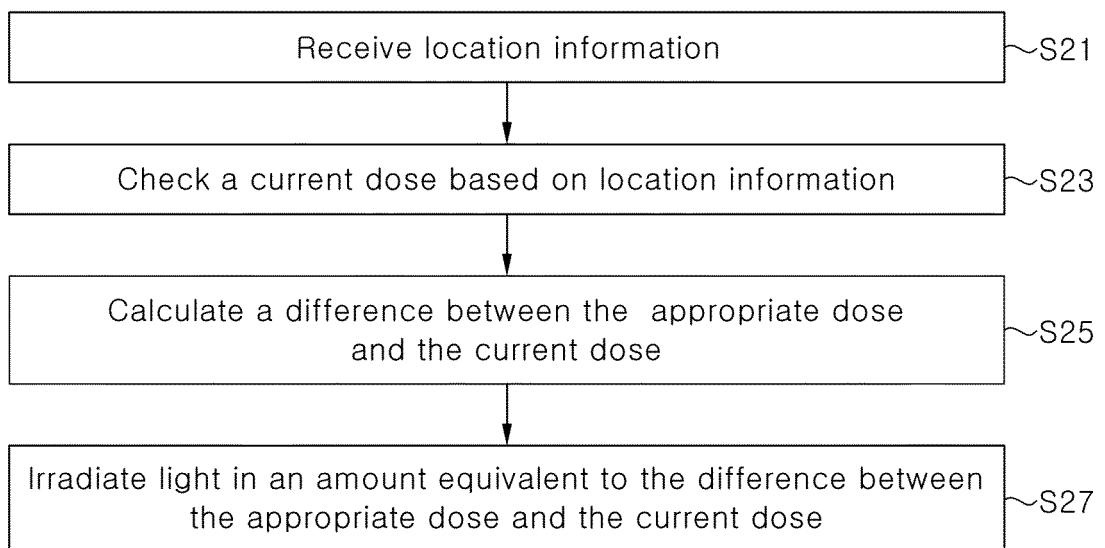 Receive location information
S21
Check a current dose based on location information
S23
Calculate a difference between the appropriate dose
and the current dose
S25
Irradiate light in an amount equivalent to the difference between
the appropriate dose and the current dose
S27